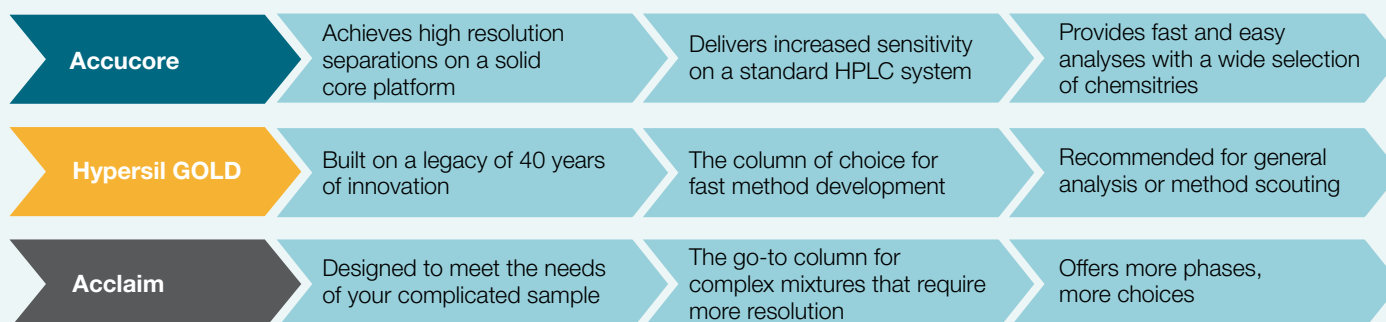 Accucore
Achieves high resolution
separations on a solid
core platform
Delivers increased sensitivity
on a standard HPLC system
Provides fast and easy
analyses with a wide selection
of chemsitries
Hypersil GOLD
Built on a legacy of 40 years
of innovation
The column of choice for
fast method development
Recommended for general
analysis or method scouting
Acclaim
Designed to meet the needs
of your complicated sample
The go-to column for
complex mixtures that require
more resolution
Offers more phases,
more choices